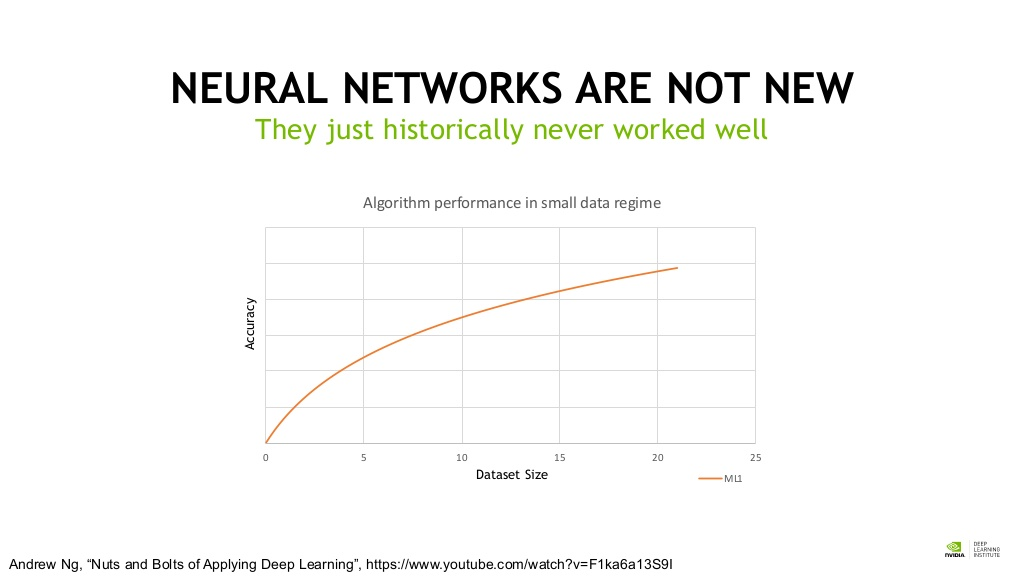 NEURAL NETWORKS ARE NOT NEW
They just historically never worked well
Algorithm performance in small data regime
Accuracy
0 5 10 15 20 25
Dataset Size
ML1
NVIDIA
DEEP
LEARNING
INSTITUTE
Andrew Ng, “Nuts and Bolts of Applying Deep Learning”, https://www.youtube.com/watch?v=F1ka6a13S9I